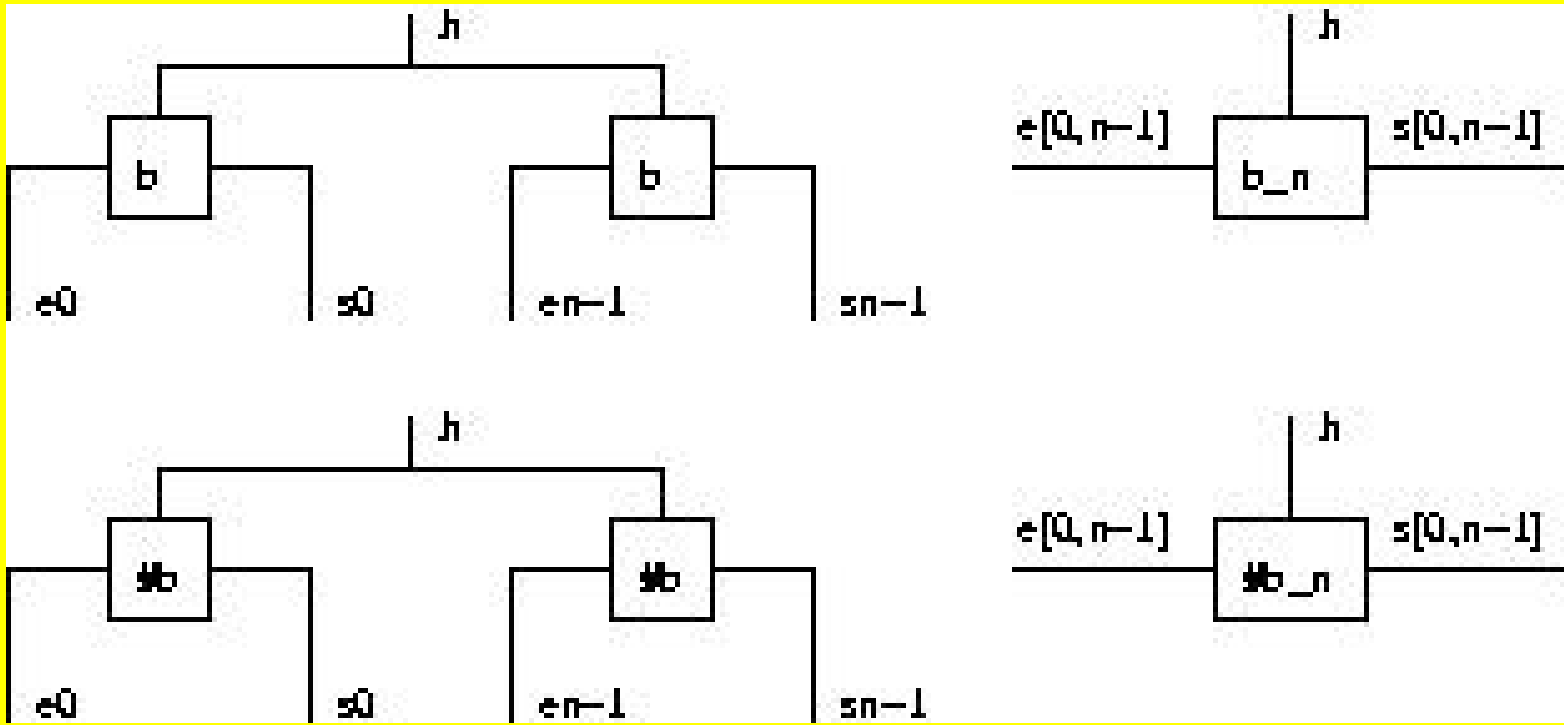 h h
e[0,n-1] s[0,n-1]
b b b_n
e0 s0 en-1 sn-1
h h
e[0,n-1] s[0,n-1]
e0 s0 en-1 sn-1